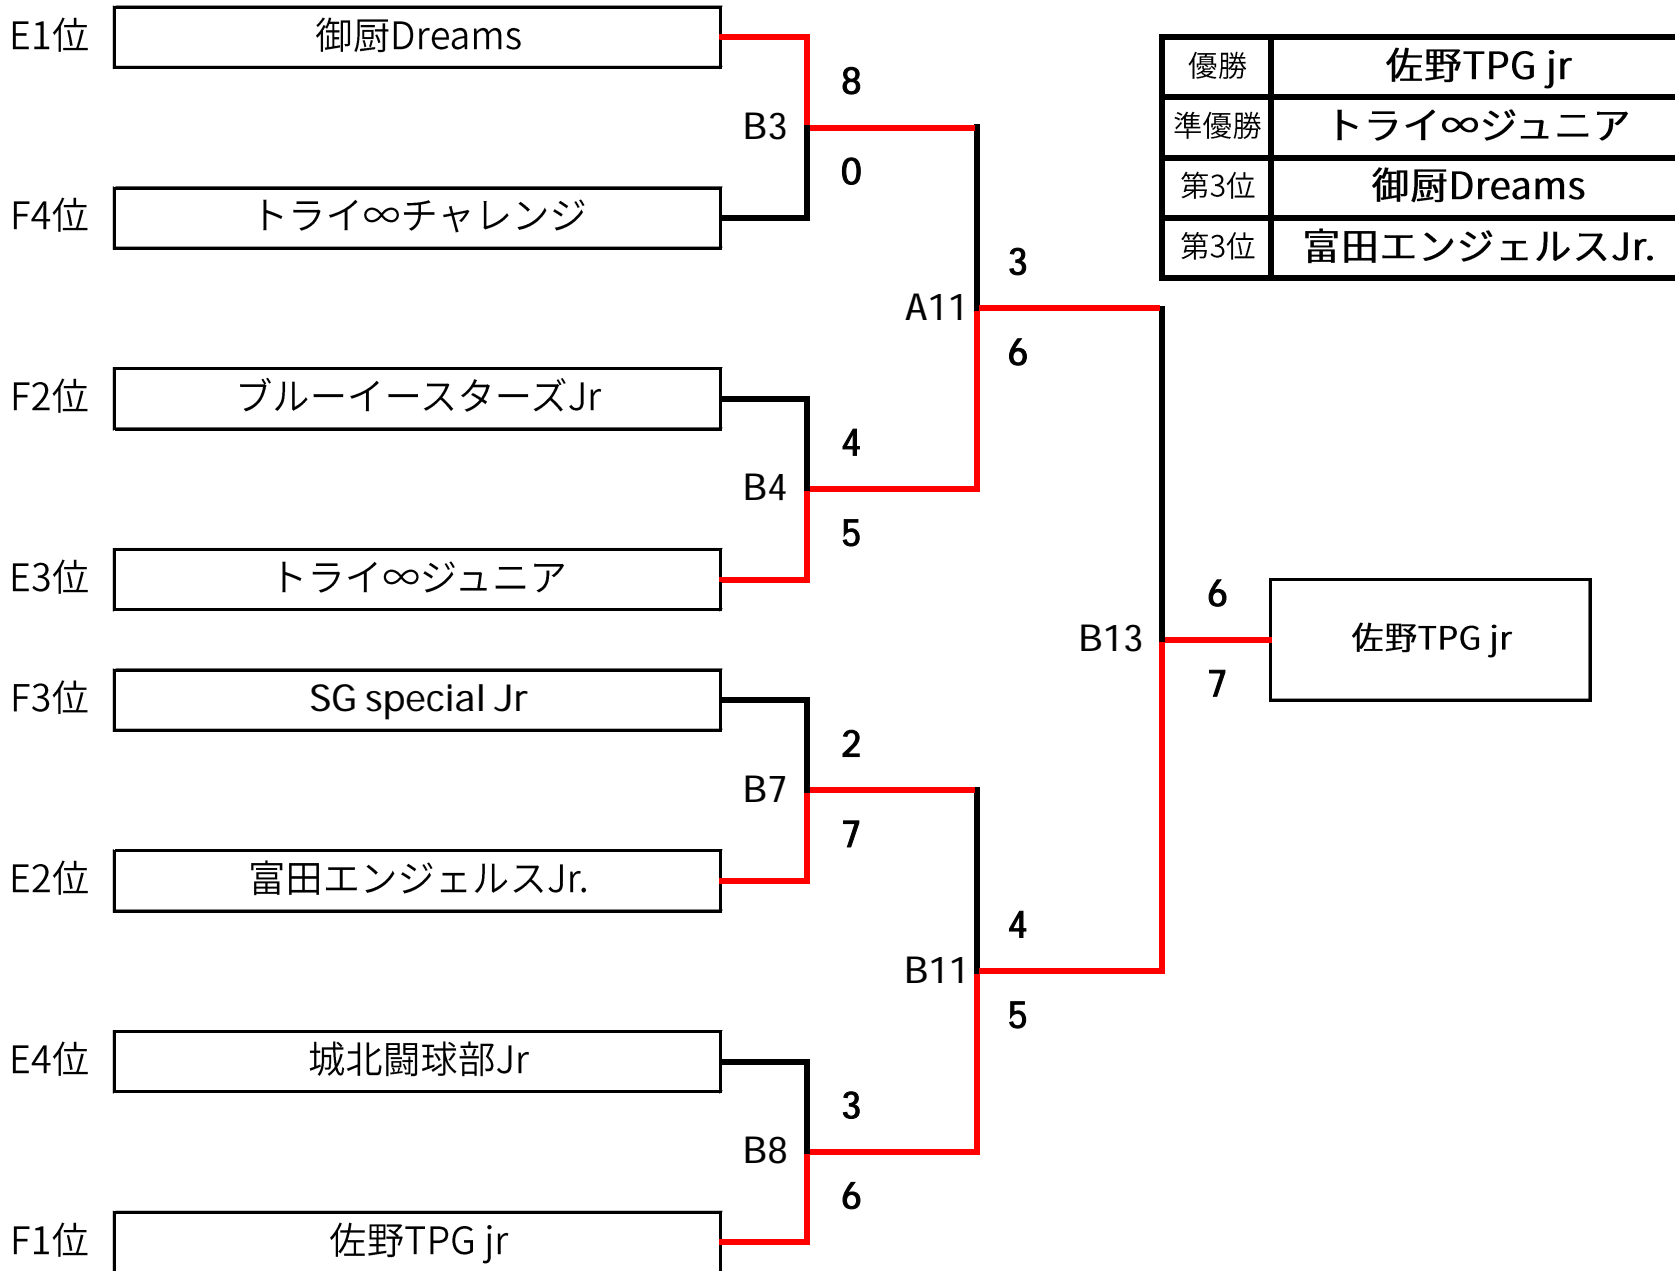 E1位 御厨Dreams
8
B3
0
F4位 トライ∞チャレンジ
3
A11
6
F2位 ブルーイースターズJr
4
B4
5
E3位 トライ∞ジュニア
6
B13
7
佐野TPG jr
F3位 SG special Jr
2
B7
7
E2位 富田エンジェルスJr.
4
B11
5
E4位 城北闘球部Jr
3
B8
6
F1位 佐野TPG jr
優勝 佐野TPG jr
準優勝 トライ∞ジュニア
第3位 御厨Dreams
第3位 富田エンジェルスJr.